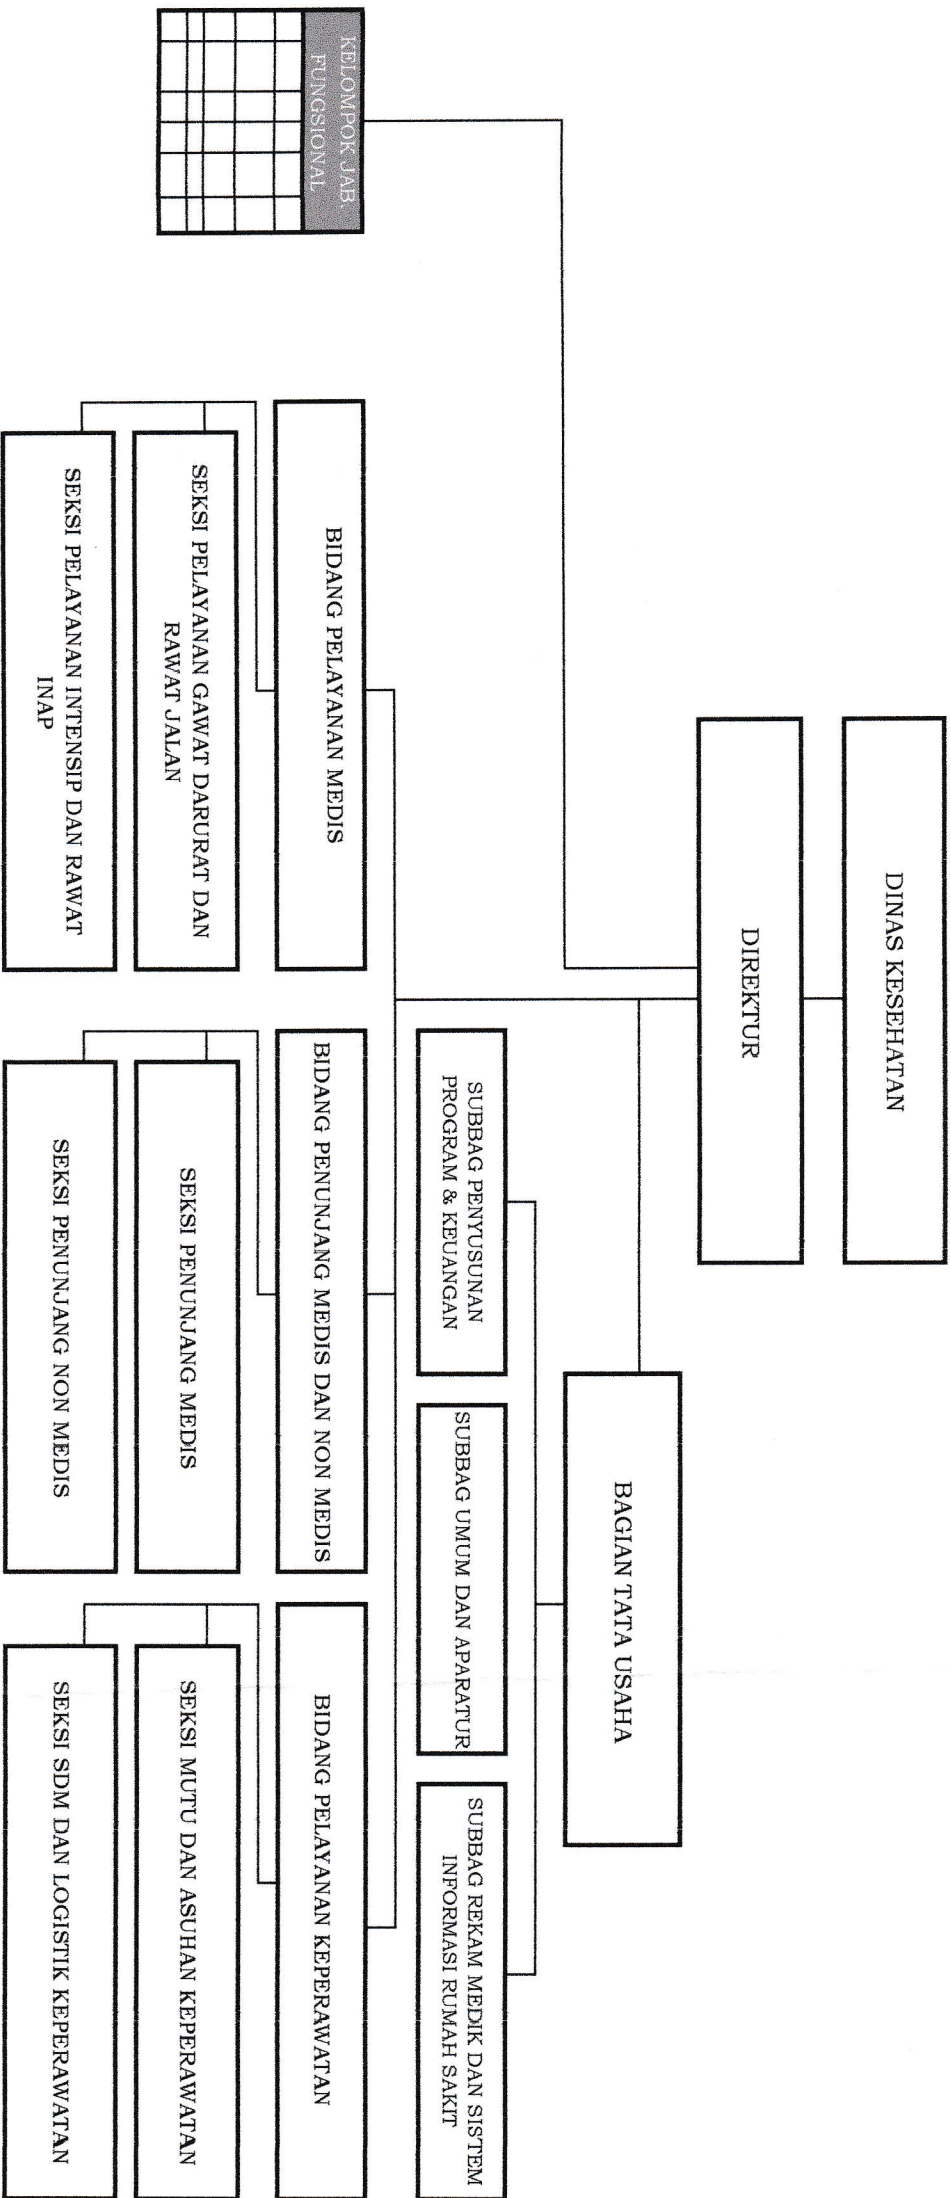 DINAS KESEHATAN
DIREKTUR
BAGIAN TATA USAHA
SUBBAG PENYUSUNAN
PROGRAM & KEUANGAN
SUBBAG UMUM DAN APARATUR
SUBBAG REKAM MEDIK DAN SISTEM
INFORMASI RUMAH SAKIT
KELOMPOK JAB.
FUNGSIONAL
BIDANG PELAYANAN MEDIS
SEKSI PELAYANAN GAWAT DARURAT DAN
RAWAT JALAN
SEKSI PELAYANAN INTENSIP DAN RAWAT
INAP
BIDANG PENUNJANG MEDIS DAN NON MEDIS
SEKSI PENUNJANG MEDIS
SEKSI PENUNJANG NON MEDIS
BIDANG PELAYANAN KEPERAWATAN
SEKSI MUTU DAN ASUHAN KEPERAWATAN
SEKSI SDM DAN LOGISTIK KEPERAWATAN